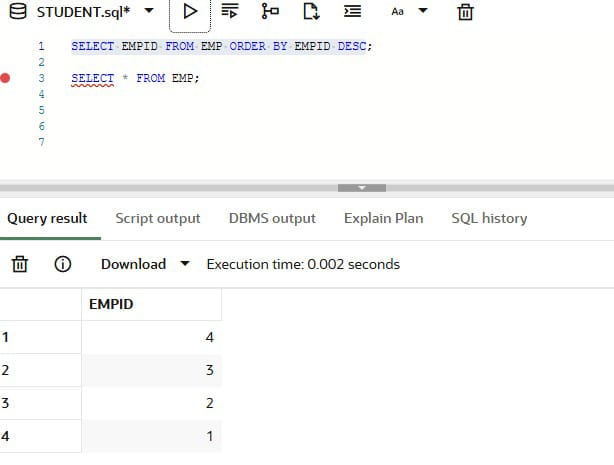 STUDENT.sql*
Aa
1 SELECT EMPID FROM EMP ORDER BY EMPID DESC;
2
3 SELECT * FROM EMP;
4
5
6
7
Query result Script output DBMS output Explain Plan SQL history
Download Execution time: 0.002 seconds
EMPID
1 4
2 3
3 2
4 1